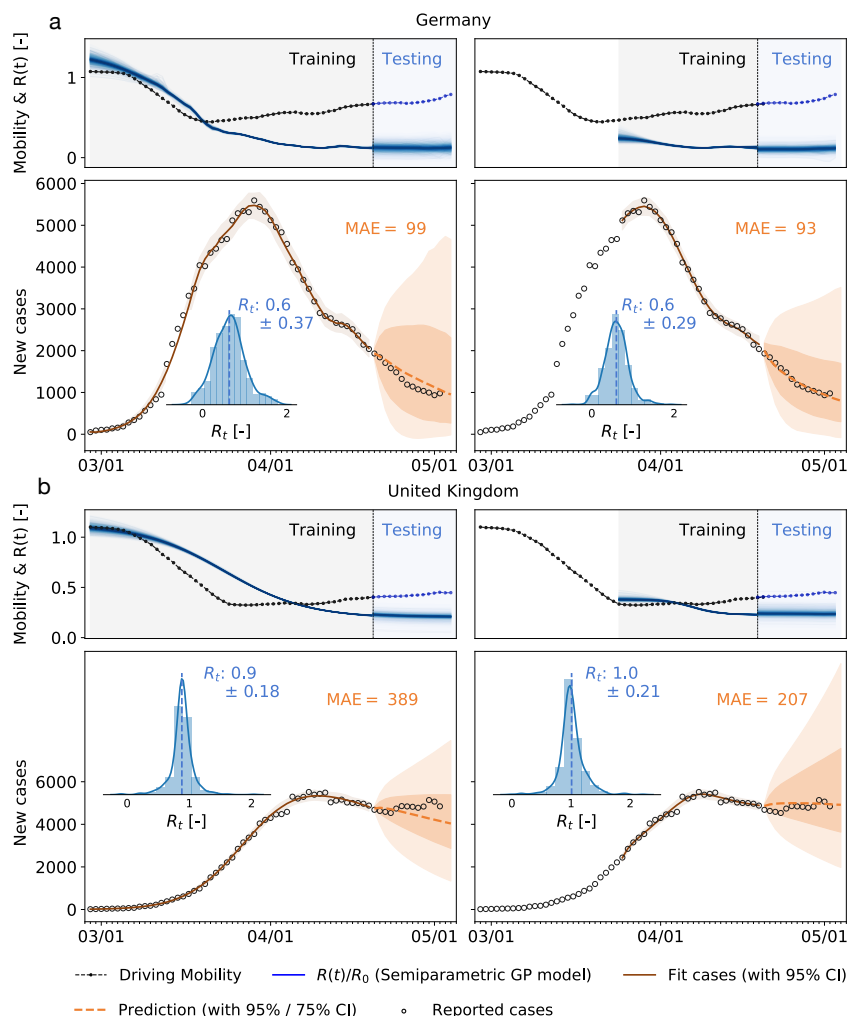 a
Germany
Mobility & R(t) [-]
1
0
Training
Testing
Training
Testing
New cases
6000
5000
4000
3000
2000
1000
0
MAE = 99
R_t: 0.6
± 0.37
0 2
R_t [-]
MAE = 93
R_t: 0.6
± 0.29
0 2
R_t [-]
03/01 04/01 05/01
03/01 04/01 05/01
b
United Kingdom
Mobility & R(t) [-]
1.0
0.5
0.0
Training
Testing
Training
Testing
New cases
6000
4000
2000
0
R_t: 0.9
± 0.18
MAE = 389
0 1 2
R_t [-]
R_t: 1.0
± 0.21
MAE = 207
0 1 2
R_t [-]
03/01 04/01 05/01
03/01 04/01 05/01
Driving Mobility
R(t)/R_0 (Semiparametric GP model)
Fit cases (with 95% CI)
Prediction (with 95% / 75% CI)
Reported cases